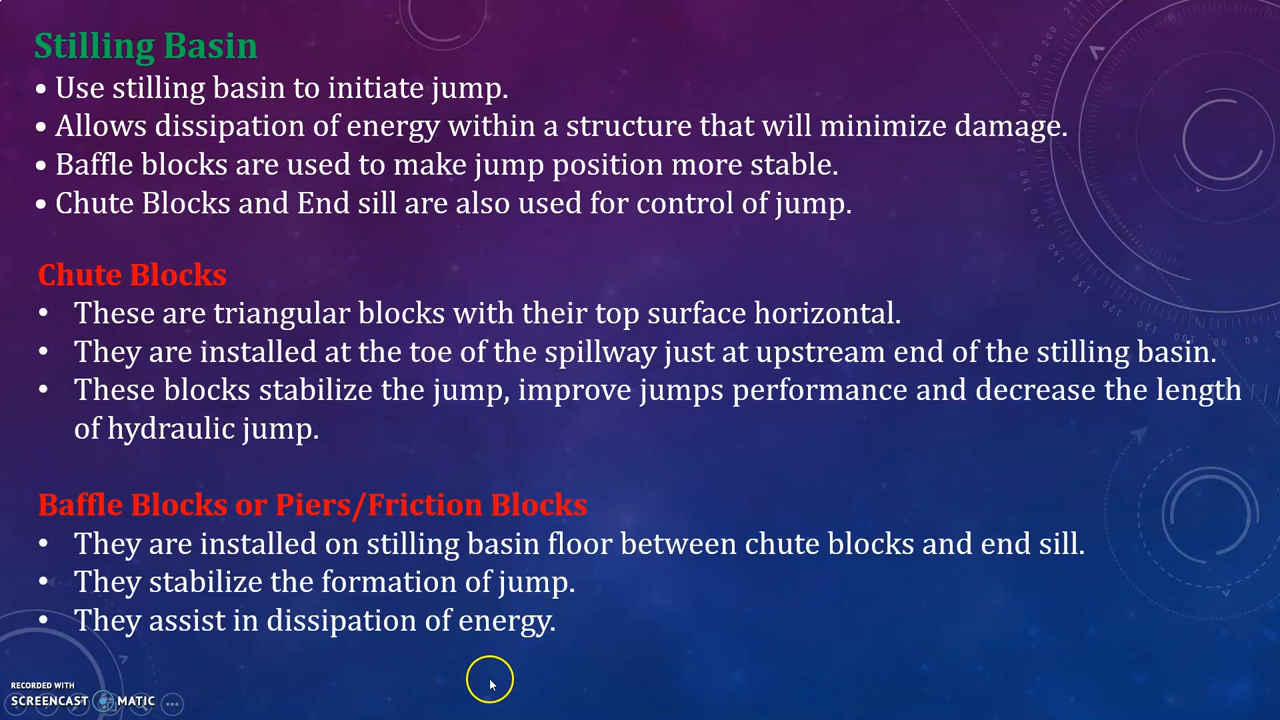 Stilling Basin
• Use stilling basin to initiate jump.
• Allows dissipation of energy within a structure that will minimize damage.
• Baffle blocks are used to make jump position more stable.
• Chute Blocks and End sill are also used for control of jump.
Chute Blocks
• These are triangular blocks with their top surface horizontal.
• They are installed at the toe of the spillway just at upstream end of the stilling basin.
• These blocks stabilize the jump, improve jumps performance and decrease the length
of hydraulic jump.
Baffle Blocks or Piers/Friction Blocks
• They are installed on stilling basin floor between chute blocks and end sill.
• They stabilize the formation of jump.
• They assist in dissipation of energy.
RECORDED WITH
SCREENCAST MATIC